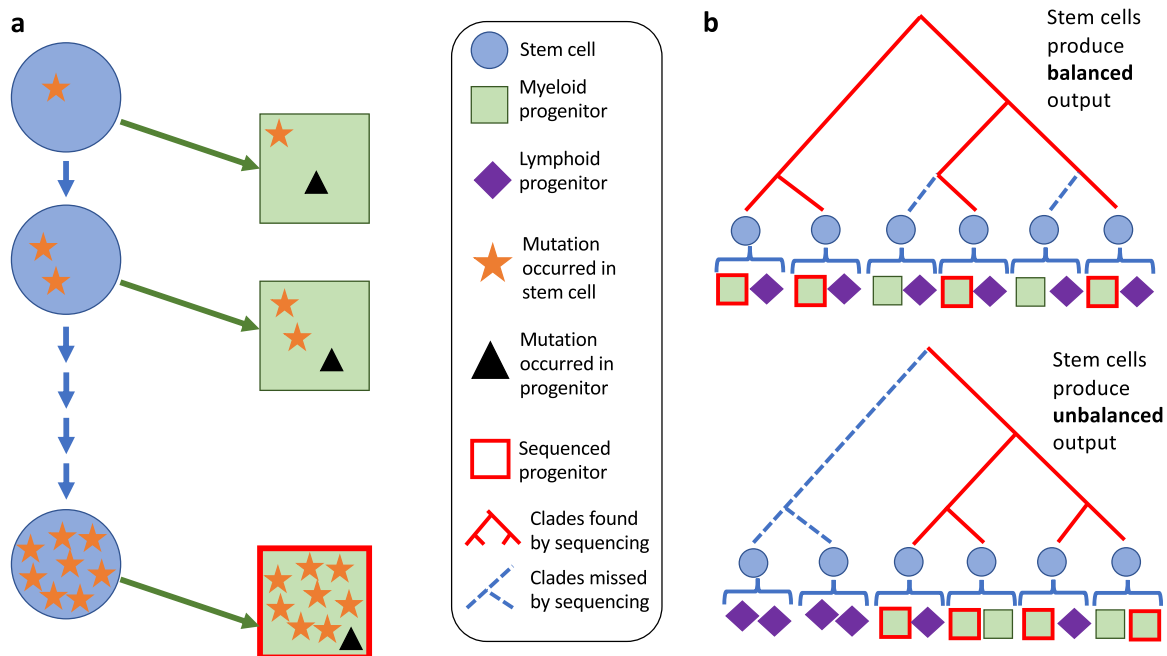 a
Stem cell
Myeloid
progenitor
Lymphoid
progenitor
Mutation
occurred in
stem cell
Mutation
occurred in
progenitor
Sequenced
progenitor
Clades found
by sequencing
Clades missed
by sequencing
b
Stem cells
produce
balanced
output
Stem cells
produce
unbalanced
output